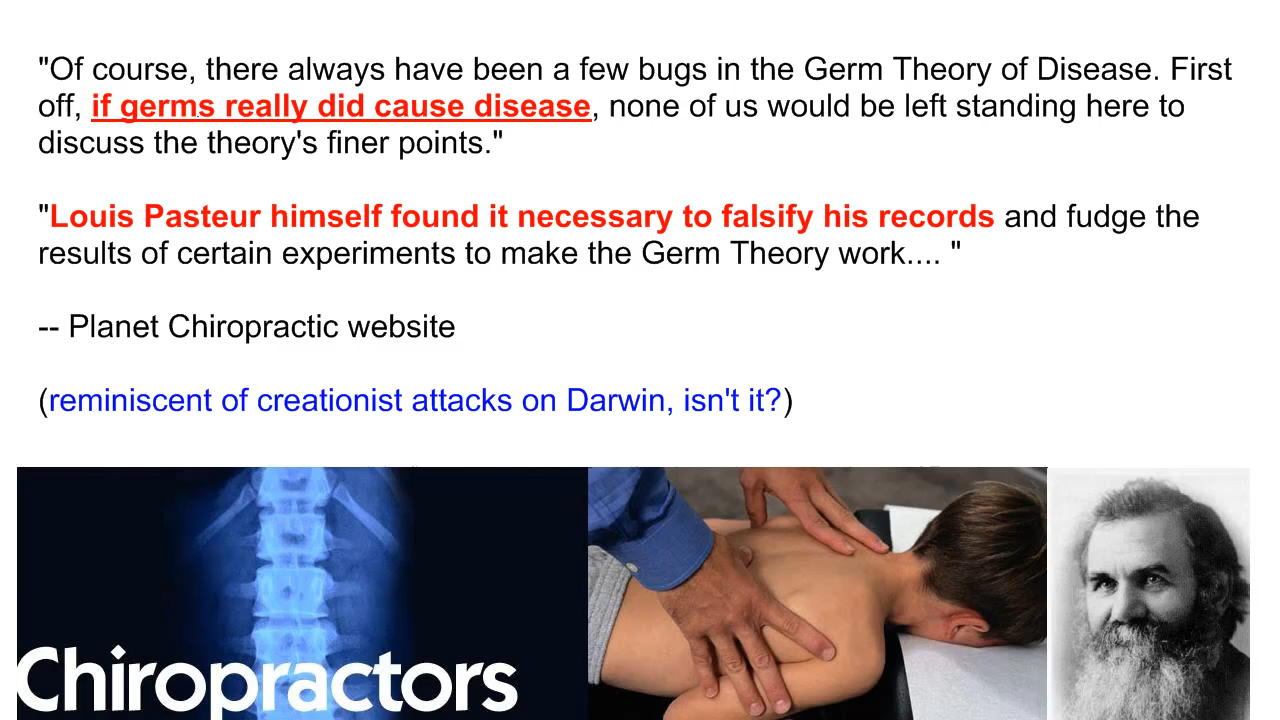 "Of course, there always have been a few bugs in the Germ Theory of Disease. First
off, if germs really did cause disease, none of us would be left standing here to
discuss the theory's finer points."
"Louis Pasteur himself found it necessary to falsify his records and fudge the
results of certain experiments to make the Germ Theory work.... "
-- Planet Chiropractic website
(reminiscent of creationist attacks on Darwin, isn't it?)
Chiropractors